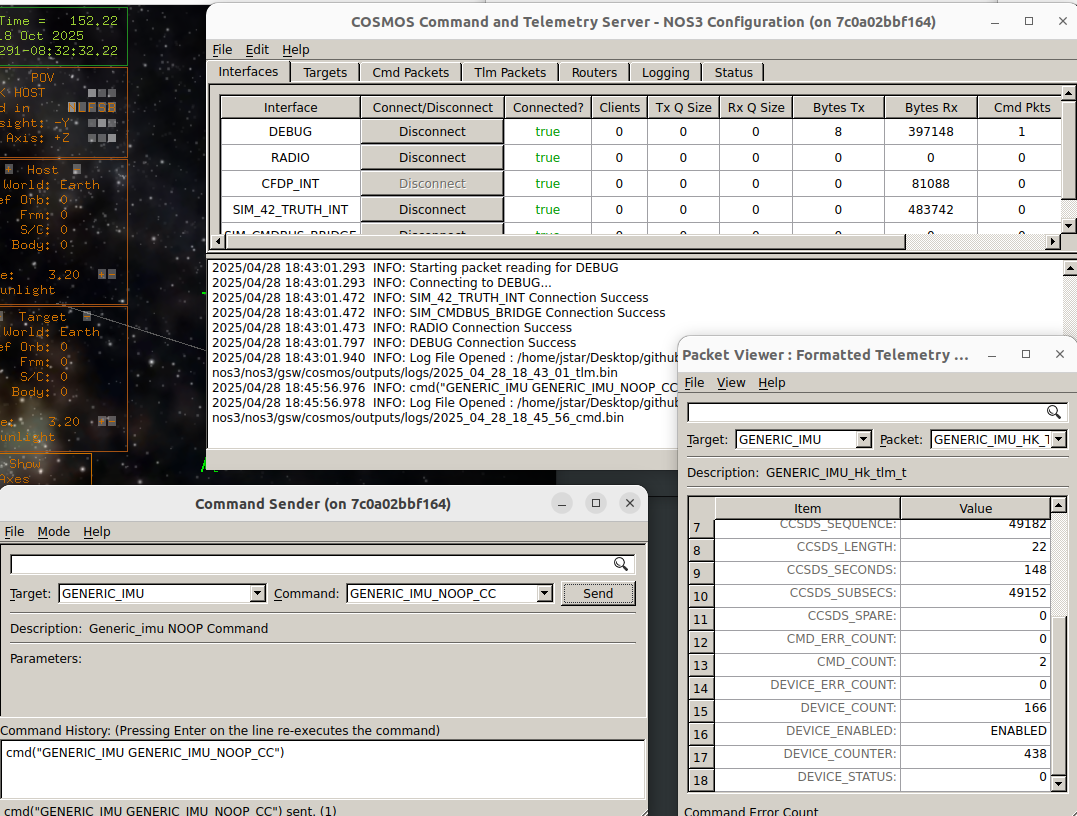 Time = 152.22
8 Oct 2025
291-08:32:32.22
POV
K HOST
d in LFSB
sight: -Y
Axis: +Z
Host
World: Earth
ef Orb: 0
Frm: 0
S/C: 0
Body: 0
e: 3.20
unlight
Target
World: Earth
ef Orb: 0
Frm: 0
S/C: 0
Body: 0
e: 3.20
unlight
Show
Axes
COSMOS Command and Telemetry Server - NOS3 Configuration (on 7c0a02bbf164)
File Edit Help
Interfaces Targets Cmd Packets Tlm Packets Routers Logging Status
Interface Connect/Disconnect Connected? Clients Tx Q Size Rx Q Size Bytes Tx Bytes Rx Cmd Pkts
DEBUG Disconnect true 0 0 0 8 397148 1
RADIO Disconnect true 0 0 0 0 0 0
CFDP_INT Disconnect true 0 0 0 0 81088 0
SIM_42_TRUTH_INT Disconnect true 0 0 0 0 483742 0
SIM_CMDBUS_BRIDGE Disconnect true 0 0 0 0 0 0
2025/04/28 18:43:01.293 INFO: Starting packet reading for DEBUG
2025/04/28 18:43:01.293 INFO: Connecting to DEBUG...
2025/04/28 18:43:01.472 INFO: SIM_42_TRUTH_INT Connection Success
2025/04/28 18:43:01.472 INFO: SIM_CMDBUS_BRIDGE Connection Success
2025/04/28 18:43:01.473 INFO: RADIO Connection Success
2025/04/28 18:43:01.797 INFO: DEBUG Connection Success
2025/04/28 18:43:01.940 INFO: Log File Opened : /home/jstar/Desktop/github
nos3/nos3/gsw/cosmos/outputs/logs/2025_04_28_18_43_01_tlm.bin
2025/04/28 18:45:56.976 INFO: cmd("GENERIC_IMU GENERIC_IMU_NOOP_CC
2025/04/28 18:45:56.978 INFO: Log File Opened : /home/jstar/Desktop/github
nos3/nos3/gsw/cosmos/outputs/logs/2025_04_28_18_45_56_cmd.bin
Command Sender (on 7c0a02bbf164)
File Mode Help
Target: GENERIC_IMU Command: GENERIC_IMU_NOOP_CC Send
Description: Generic_imu NOOP Command
Parameters:
Command History: (Pressing Enter on the line re-executes the command)
cmd("GENERIC_IMU GENERIC_IMU_NOOP_CC")
cmd("GENERIC_IMU GENERIC_IMU_NOOP_CC") sent. (1)
Packet Viewer : Formatted Telemetry ...
File View Help
Target: GENERIC_IMU Packet: GENERIC_IMU_HK_T
Description: GENERIC_IMU_Hk_tlm_t
Item Value
7 CCSDS_SEQUENCE: 49182
8 CCSDS_LENGTH: 22
9 CCSDS_SECONDS: 148
10 CCSDS_SUBSECS: 49152
11 CCSDS_SPARE: 0
12 CMD_ERR_COUNT: 0
13 CMD_COUNT: 2
14 DEVICE_ERR_COUNT: 0
15 DEVICE_COUNT: 166
16 DEVICE_ENABLED: ENABLED
17 DEVICE_COUNTER: 438
18 DEVICE_STATUS: 0
Command Error Count